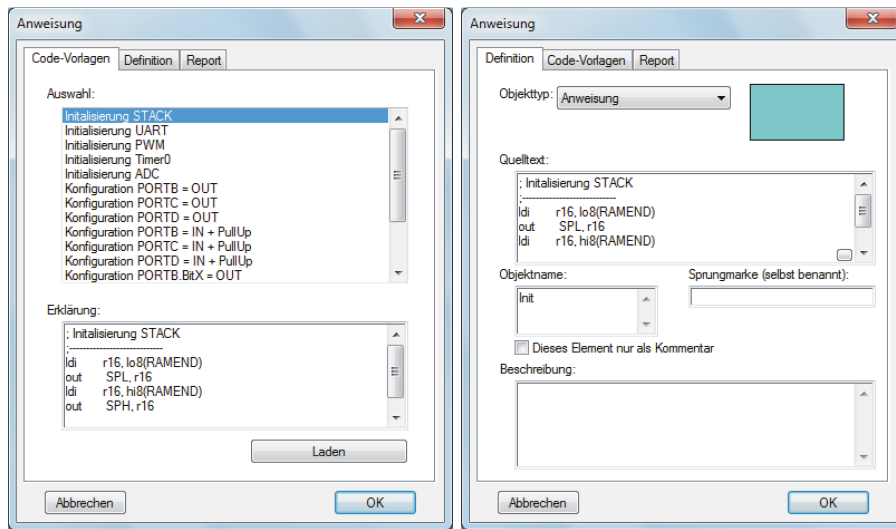 Anweisung
Code-Vorlagen Definition Report
Auswahl:
Initalisierung STACK
Initialisierung UART
Initialisierung PWM
Initialisierung Timer0
Initialisierung ADC
Konfiguration PORTB = OUT
Konfiguration PORTC = OUT
Konfiguration PORTD = OUT
Konfiguration PORTB = IN + PullUp
Konfiguration PORTC = IN + PullUp
Konfiguration PORTD = IN + PullUp
Konfiguration PORTB.BitX = OUT
Erklärung:
; Initalisierung STACK
;----------------------------
ldi r16, lo8(RAMEND)
out SPL, r16
ldi r16, hi8(RAMEND)
out SPH, r16
Laden
Abbrechen OK
Anweisung
Definition Code-Vorlagen Report
Objekttyp: Anweisung
Quelltext:
; Initalisierung STACK
;----------------------------
ldi r16, lo8(RAMEND)
out SPL, r16
ldi r16, hi8(RAMEND)
Objektname: Sprungmarke (selbst benannt):
Init
Dieses Element nur als Kommentar
Beschreibung:
Abbrechen OK